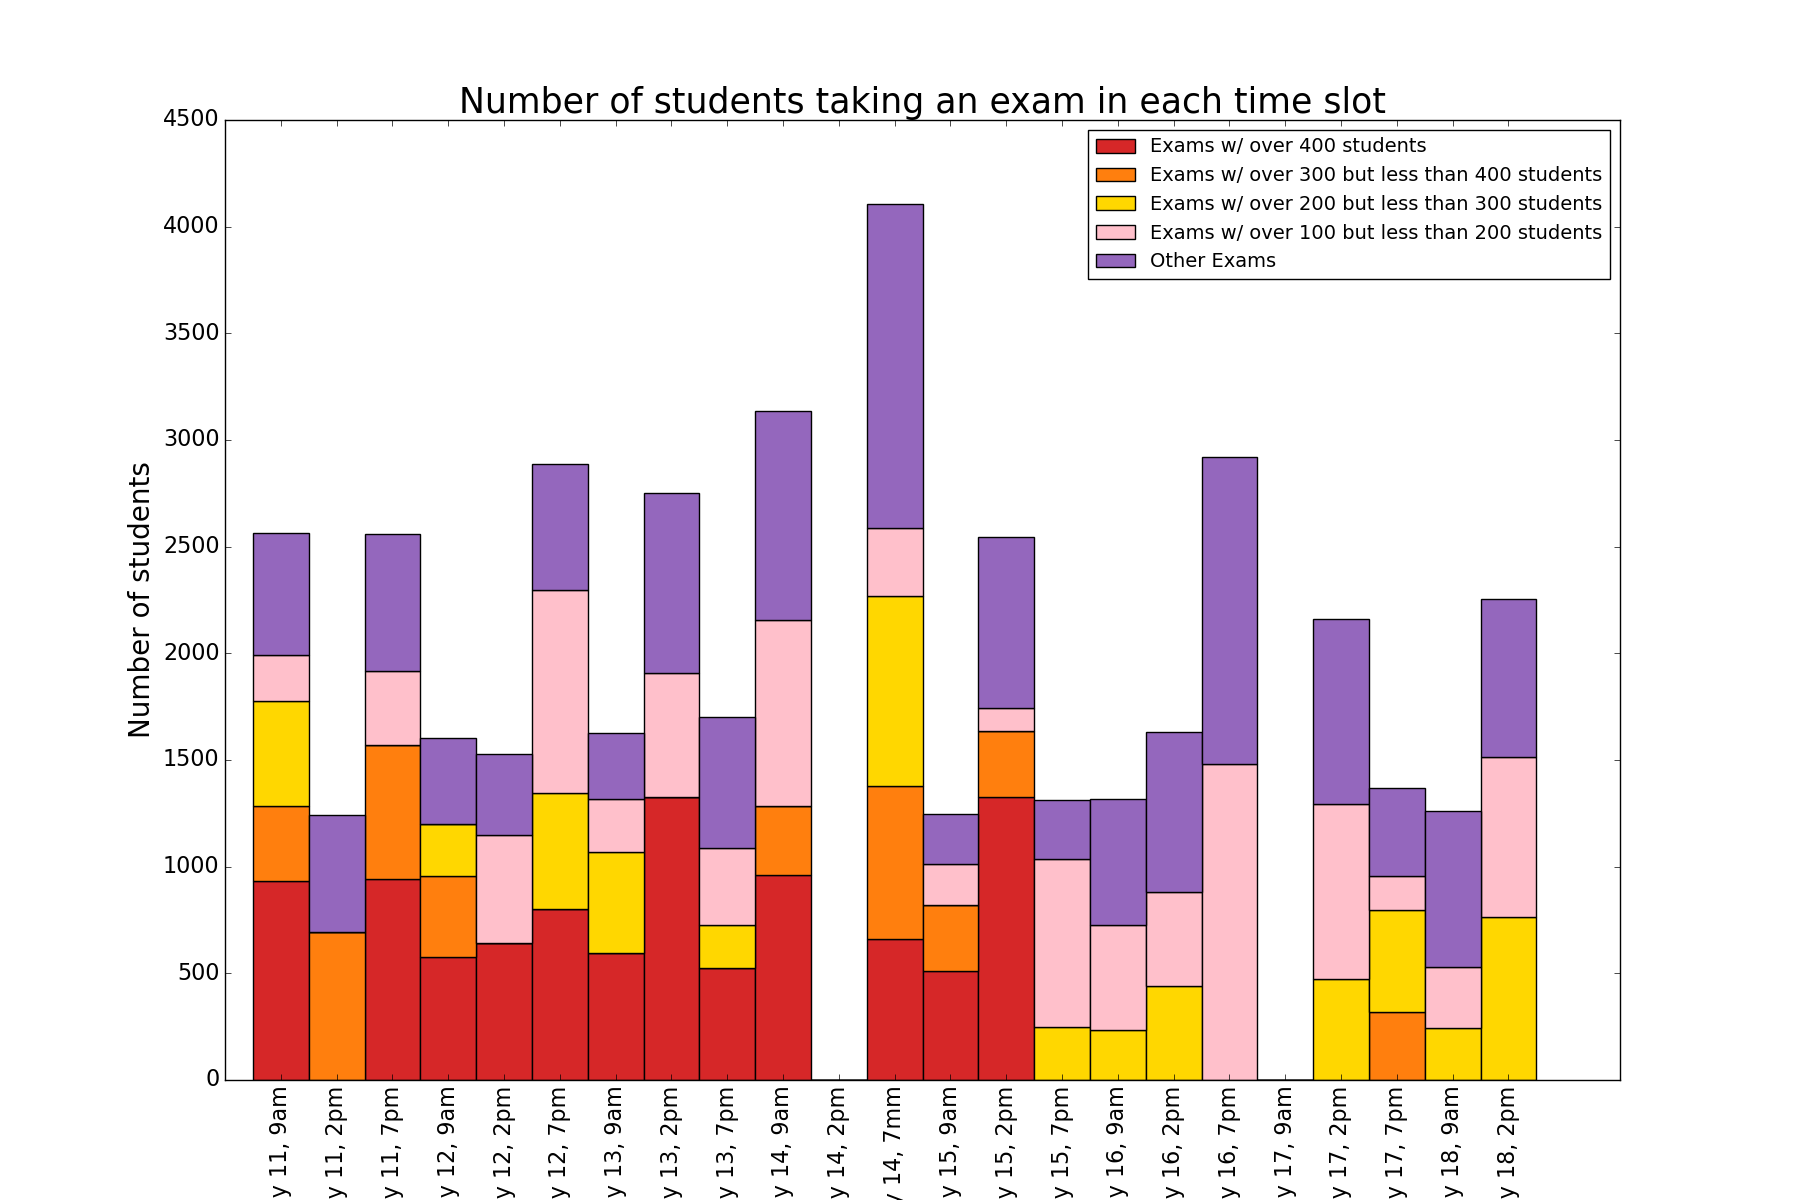 Number of students taking an exam in each time slot
Number of students
4500
4000
3500
3000
2500
2000
1500
1000
500
0
Exams w/ over 400 students
Exams w/ over 300 but less than 400 students
Exams w/ over 200 but less than 300 students
Exams w/ over 100 but less than 200 students
Other Exams
y 11, 9am
y 11, 2pm
y 11, 7pm
y 12, 9am
y 12, 2pm
y 12, 7pm
y 13, 9am
y 13, 2pm
y 13, 7pm
y 14, 9am
y 14, 2pm
y 14, 7mm
y 15, 9am
y 15, 2pm
y 15, 7pm
y 16, 9am
y 16, 2pm
y 16, 7pm
y 17, 9am
y 17, 2pm
y 17, 7pm
y 18, 9am
y 18, 2pm